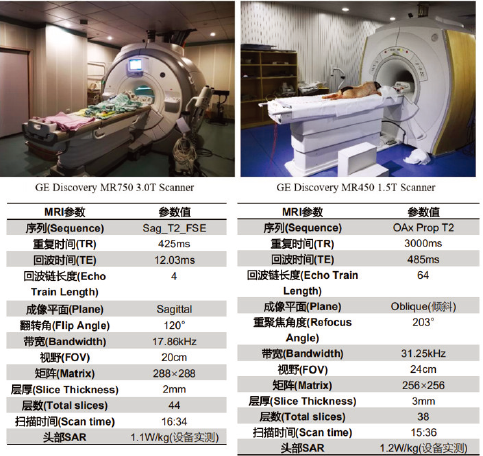 GE Discovery MR750 3.0T Scanner
MRI参数 参数值
序列(Sequence) Sag_T2_FSE
重复时间(TR) 425ms
回波时间(TE) 12.03ms
回波链长度(Echo 4
Train Length)
成像平面(Plane) Sagittal
翻转角(Flip Angle) 120°
带宽(Bandwidth) 17.86kHz
视野(FOV) 20cm
矩阵(Matrix) 288×288
层厚(Slice Thickness) 2mm
层数(Total slices) 44
扫描时间(Scan time) 16:34
头部SAR 1.1W/kg(设备实测)
GE Discovery MR450 1.5T Scanner
MRI参数 参数值
序列(Sequence) OAx Prop T2
重复时间(TR) 3000ms
回波时间(TE) 485ms
回波链长度(Echo Train 64
Length)
成像平面(Plane) Oblique(倾斜)
重聚焦角度(Refocus 203°
Angle)
带宽(Bandwidth) 31.25kHz
视野(FOV) 24cm
矩阵(Matrix) 256×256
层厚(Slice Thickness) 3mm
层数(Total slices) 38
扫描时间(Scan time) 15:36
头部SAR 1.2W/kg(设备实测)